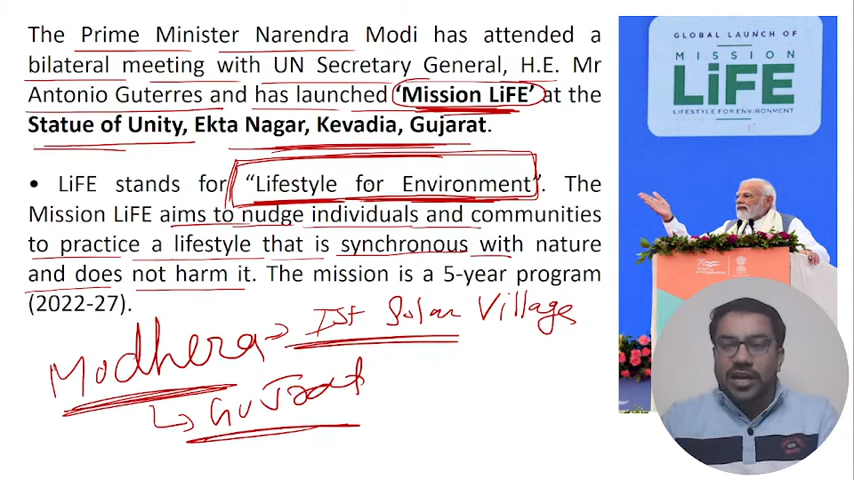 The Prime Minister Narendra Modi has attended a
bilateral meeting with UN Secretary General, H.E. Mr
Antonio Guterres and has launched ‘Mission LiFE’ at the
Statue of Unity, Ekta Nagar, Kevadia, Gujarat.
• LiFE stands for “Lifestyle for Environment”. The
Mission LiFE aims to nudge individuals and communities
to practice a lifestyle that is synchronous with nature
and does not harm it. The mission is a 5-year program
(2022-27).
Modhera → Ist Solar Village
↳ Gujarat
GLOBAL LAUNCH OF
MISSION
LiFE
LIFESTYLE FOR ENVIRONMENT